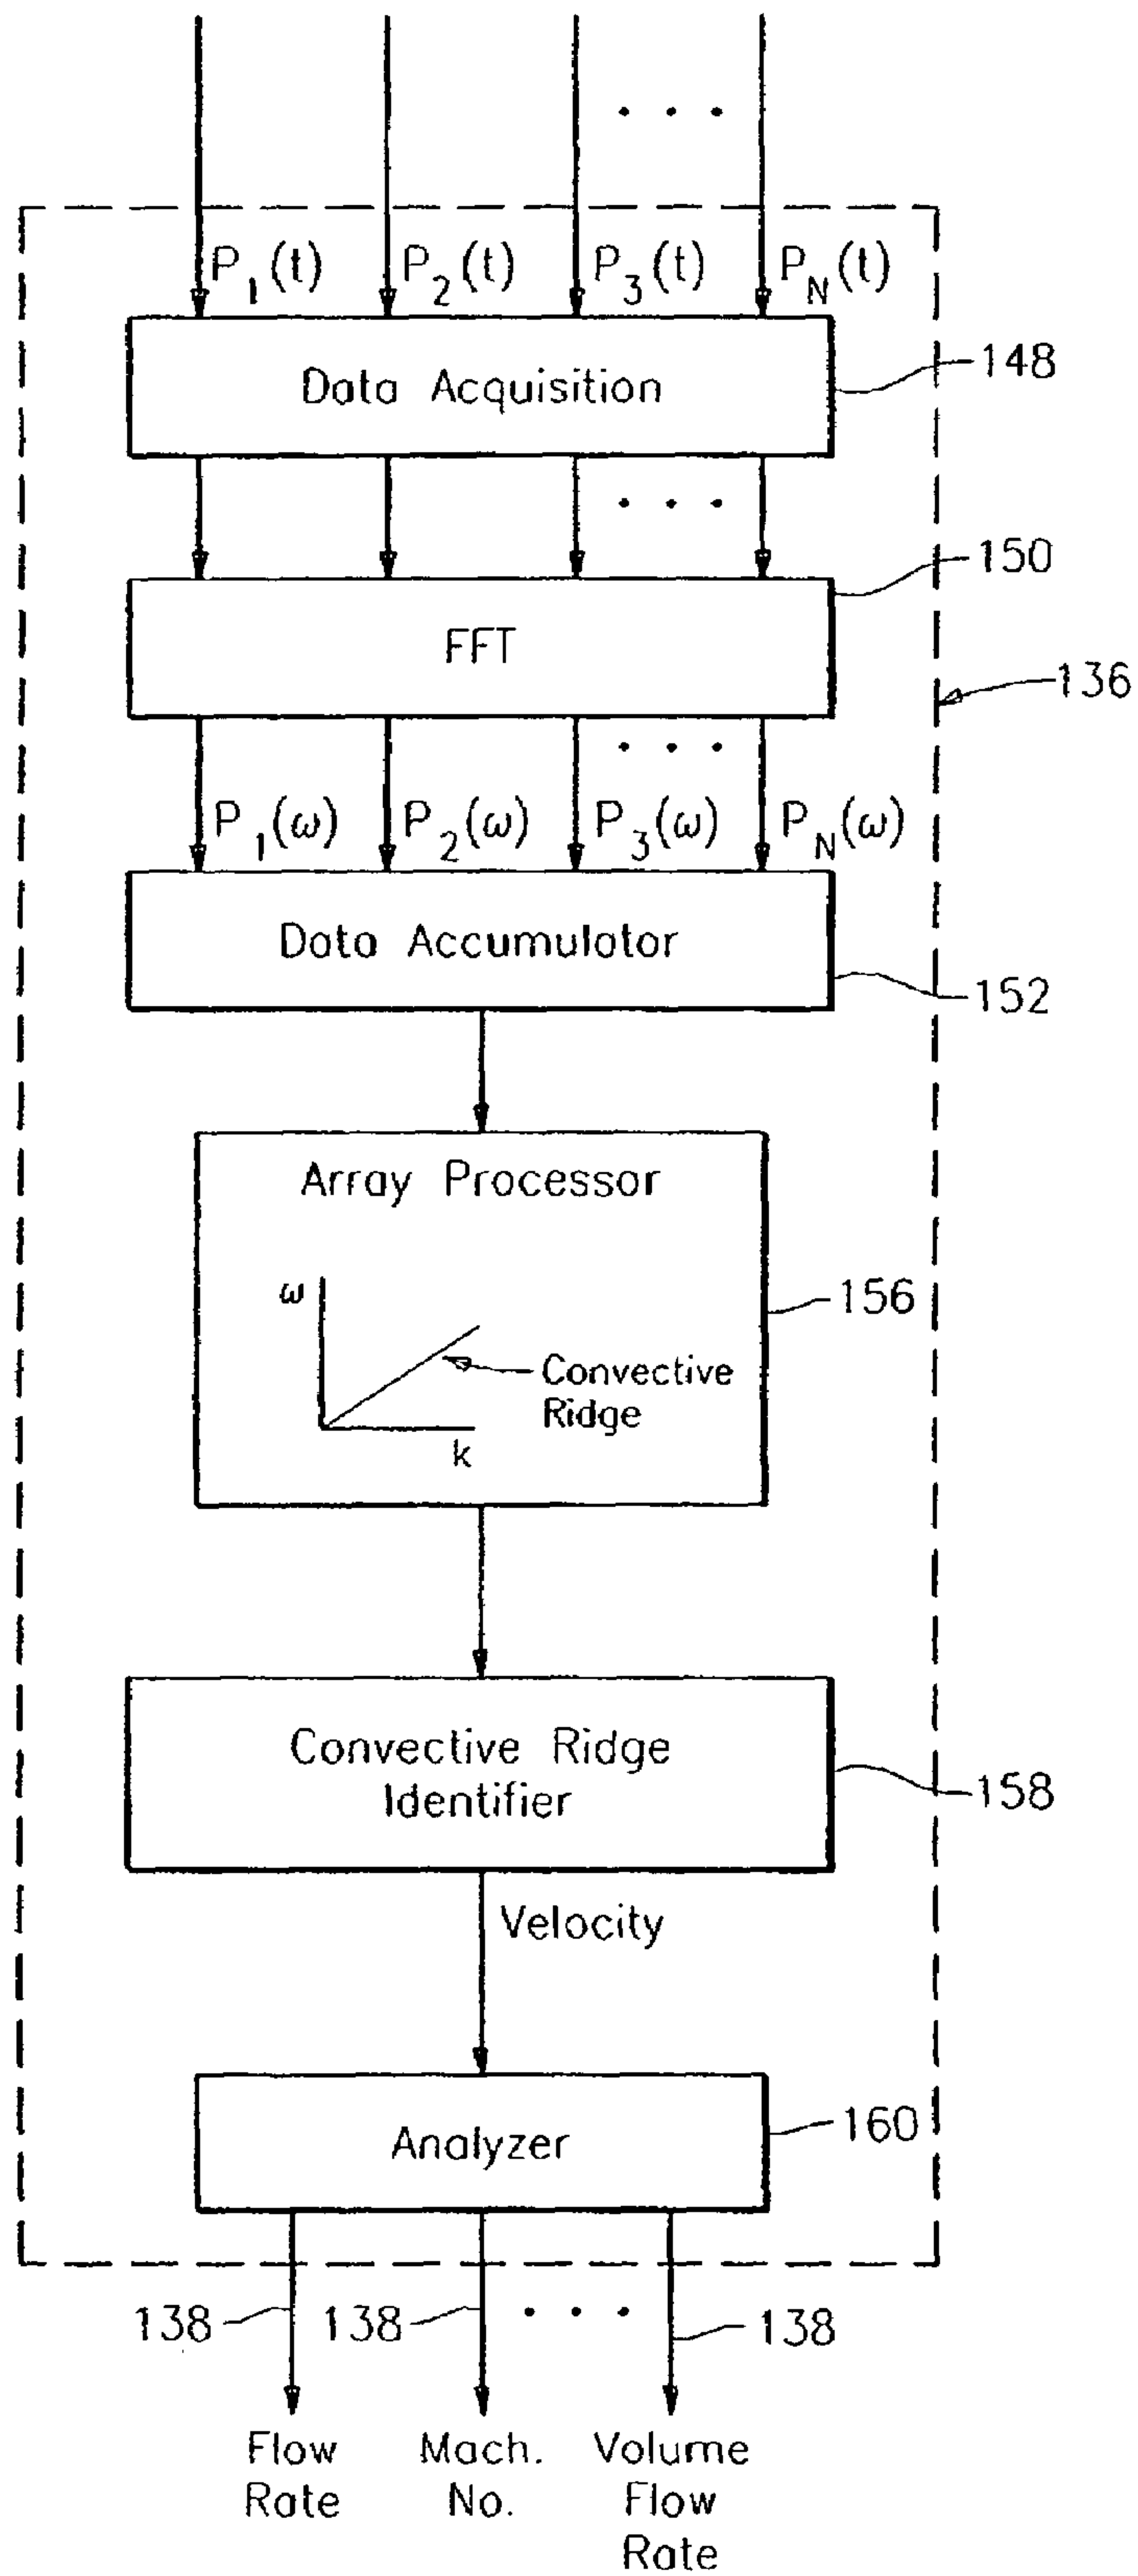 P1(t) P2(t) P3(t) PN(t)
Data Acquisition
148
150
FFT
136
P1(ω) P2(ω) P3(ω) PN(ω)
Data Accumulator
152
Array Processor
ω
156
Convective
Ridge
k
Convective Ridge
Identifier
158
Velocity
Analyzer
160
138 138 138
Flow
Rate
Mach.
No.
Volume
Flow
Rate